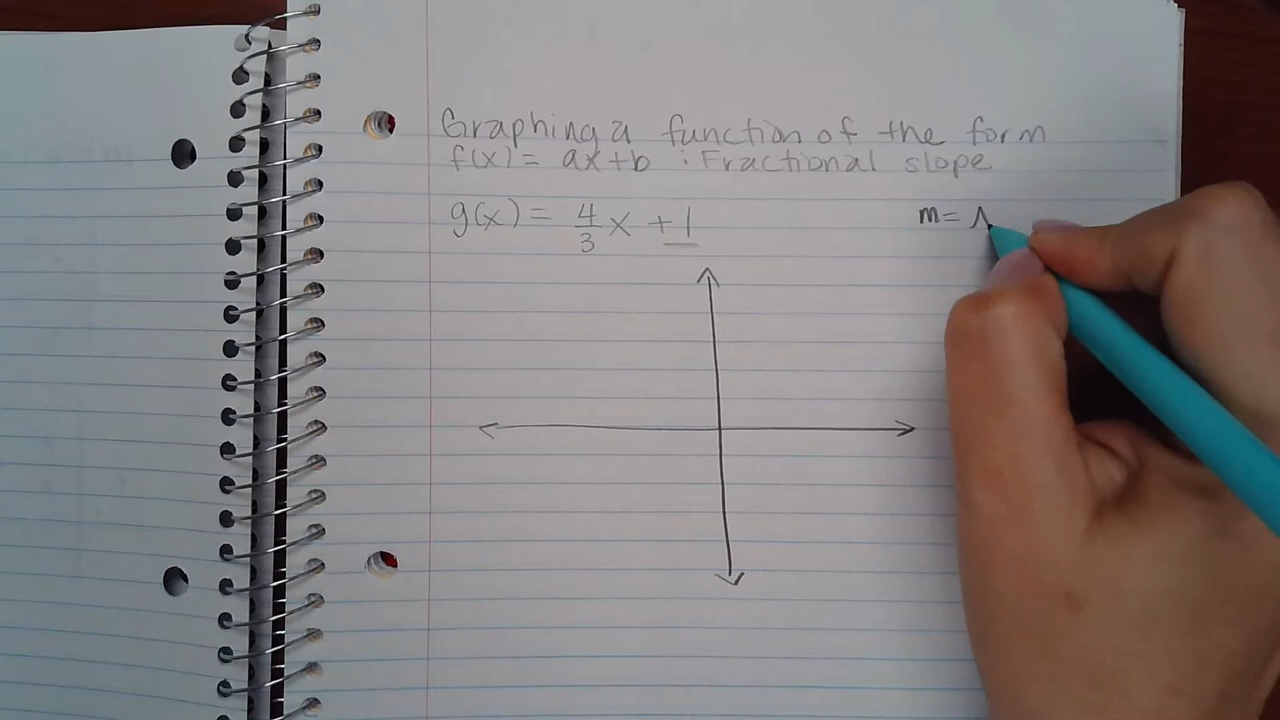 Graphing a function of the form
f(x) = ax+b : Fractional slope
g(x) = 4/3 x + 1
m =